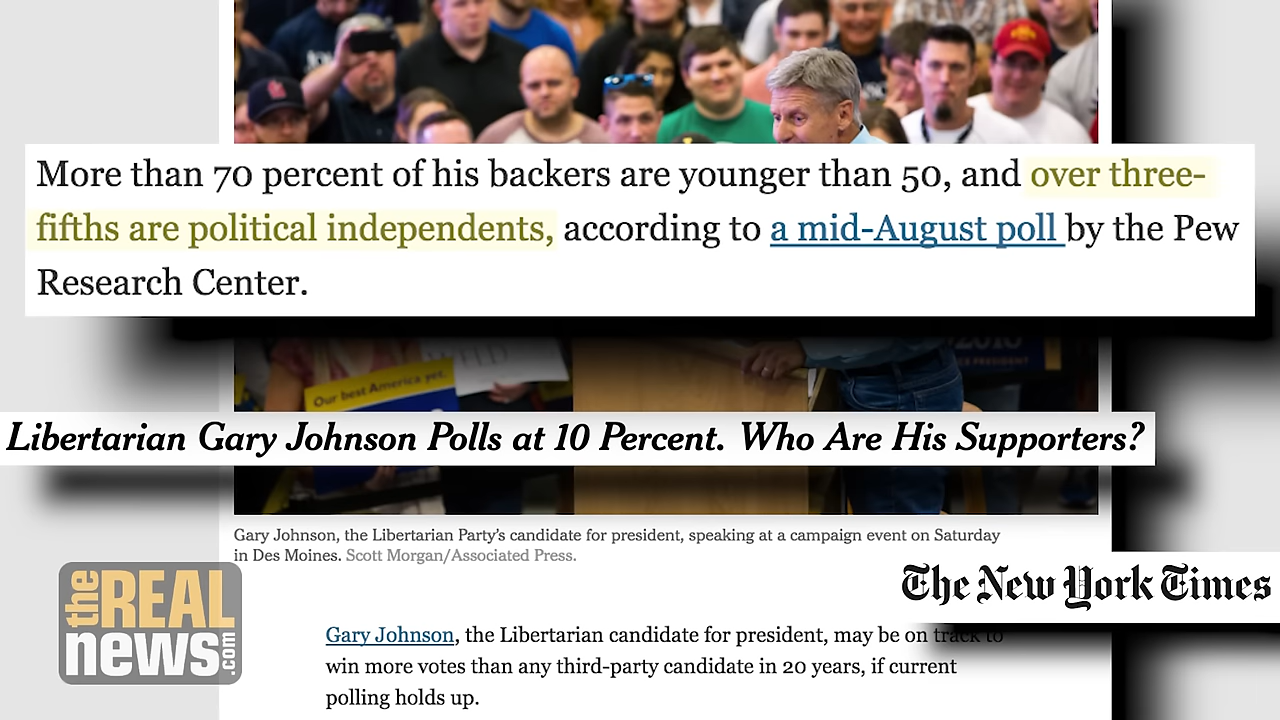 More than 70 percent of his backers are younger than 50, and over three-
fifths are political independents, according to a mid-August poll by the Pew
Research Center.
Our best America yet.
VICE PRESIDENT
Libertarian Gary Johnson Polls at 10 Percent. Who Are His Supporters?
Gary Johnson, the Libertarian Party's candidate for president, speaking at a campaign event on Saturday
in Des Moines. Scott Morgan/Associated Press.
The New York Times
Gary Johnson, the Libertarian candidate for president, may be on track to
win more votes than any third-party candidate in 20 years, if current
polling holds up.
the REAL
news.com